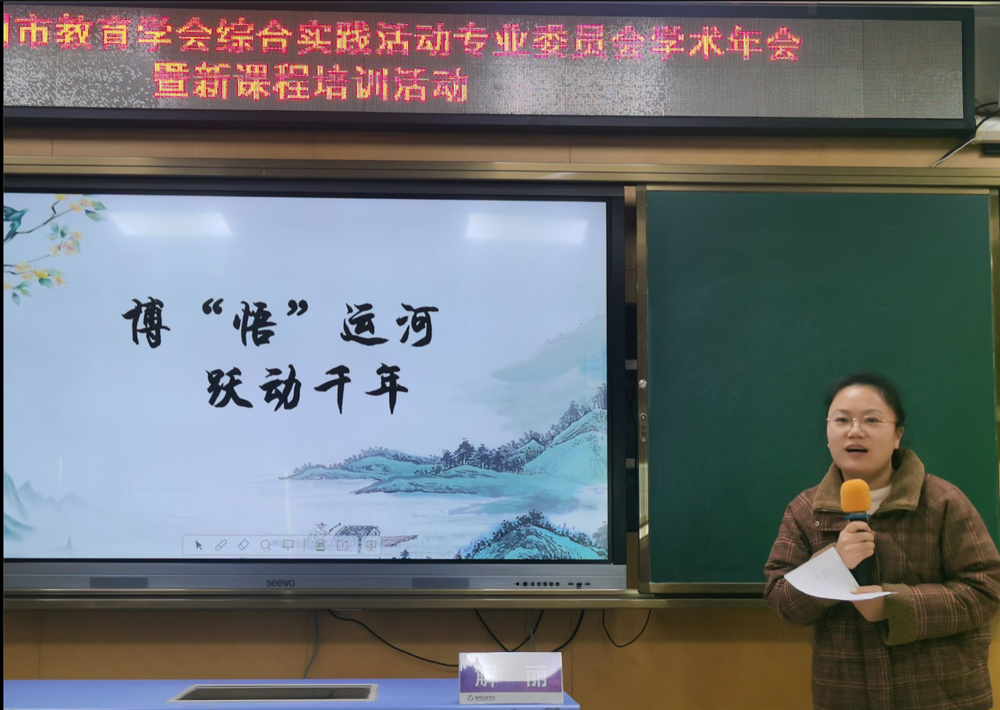 市教育学会综合实践活动专业委员会学术年会
暨新课程培训活动
博“悟”运河
跃动千年
seewo
解 丽